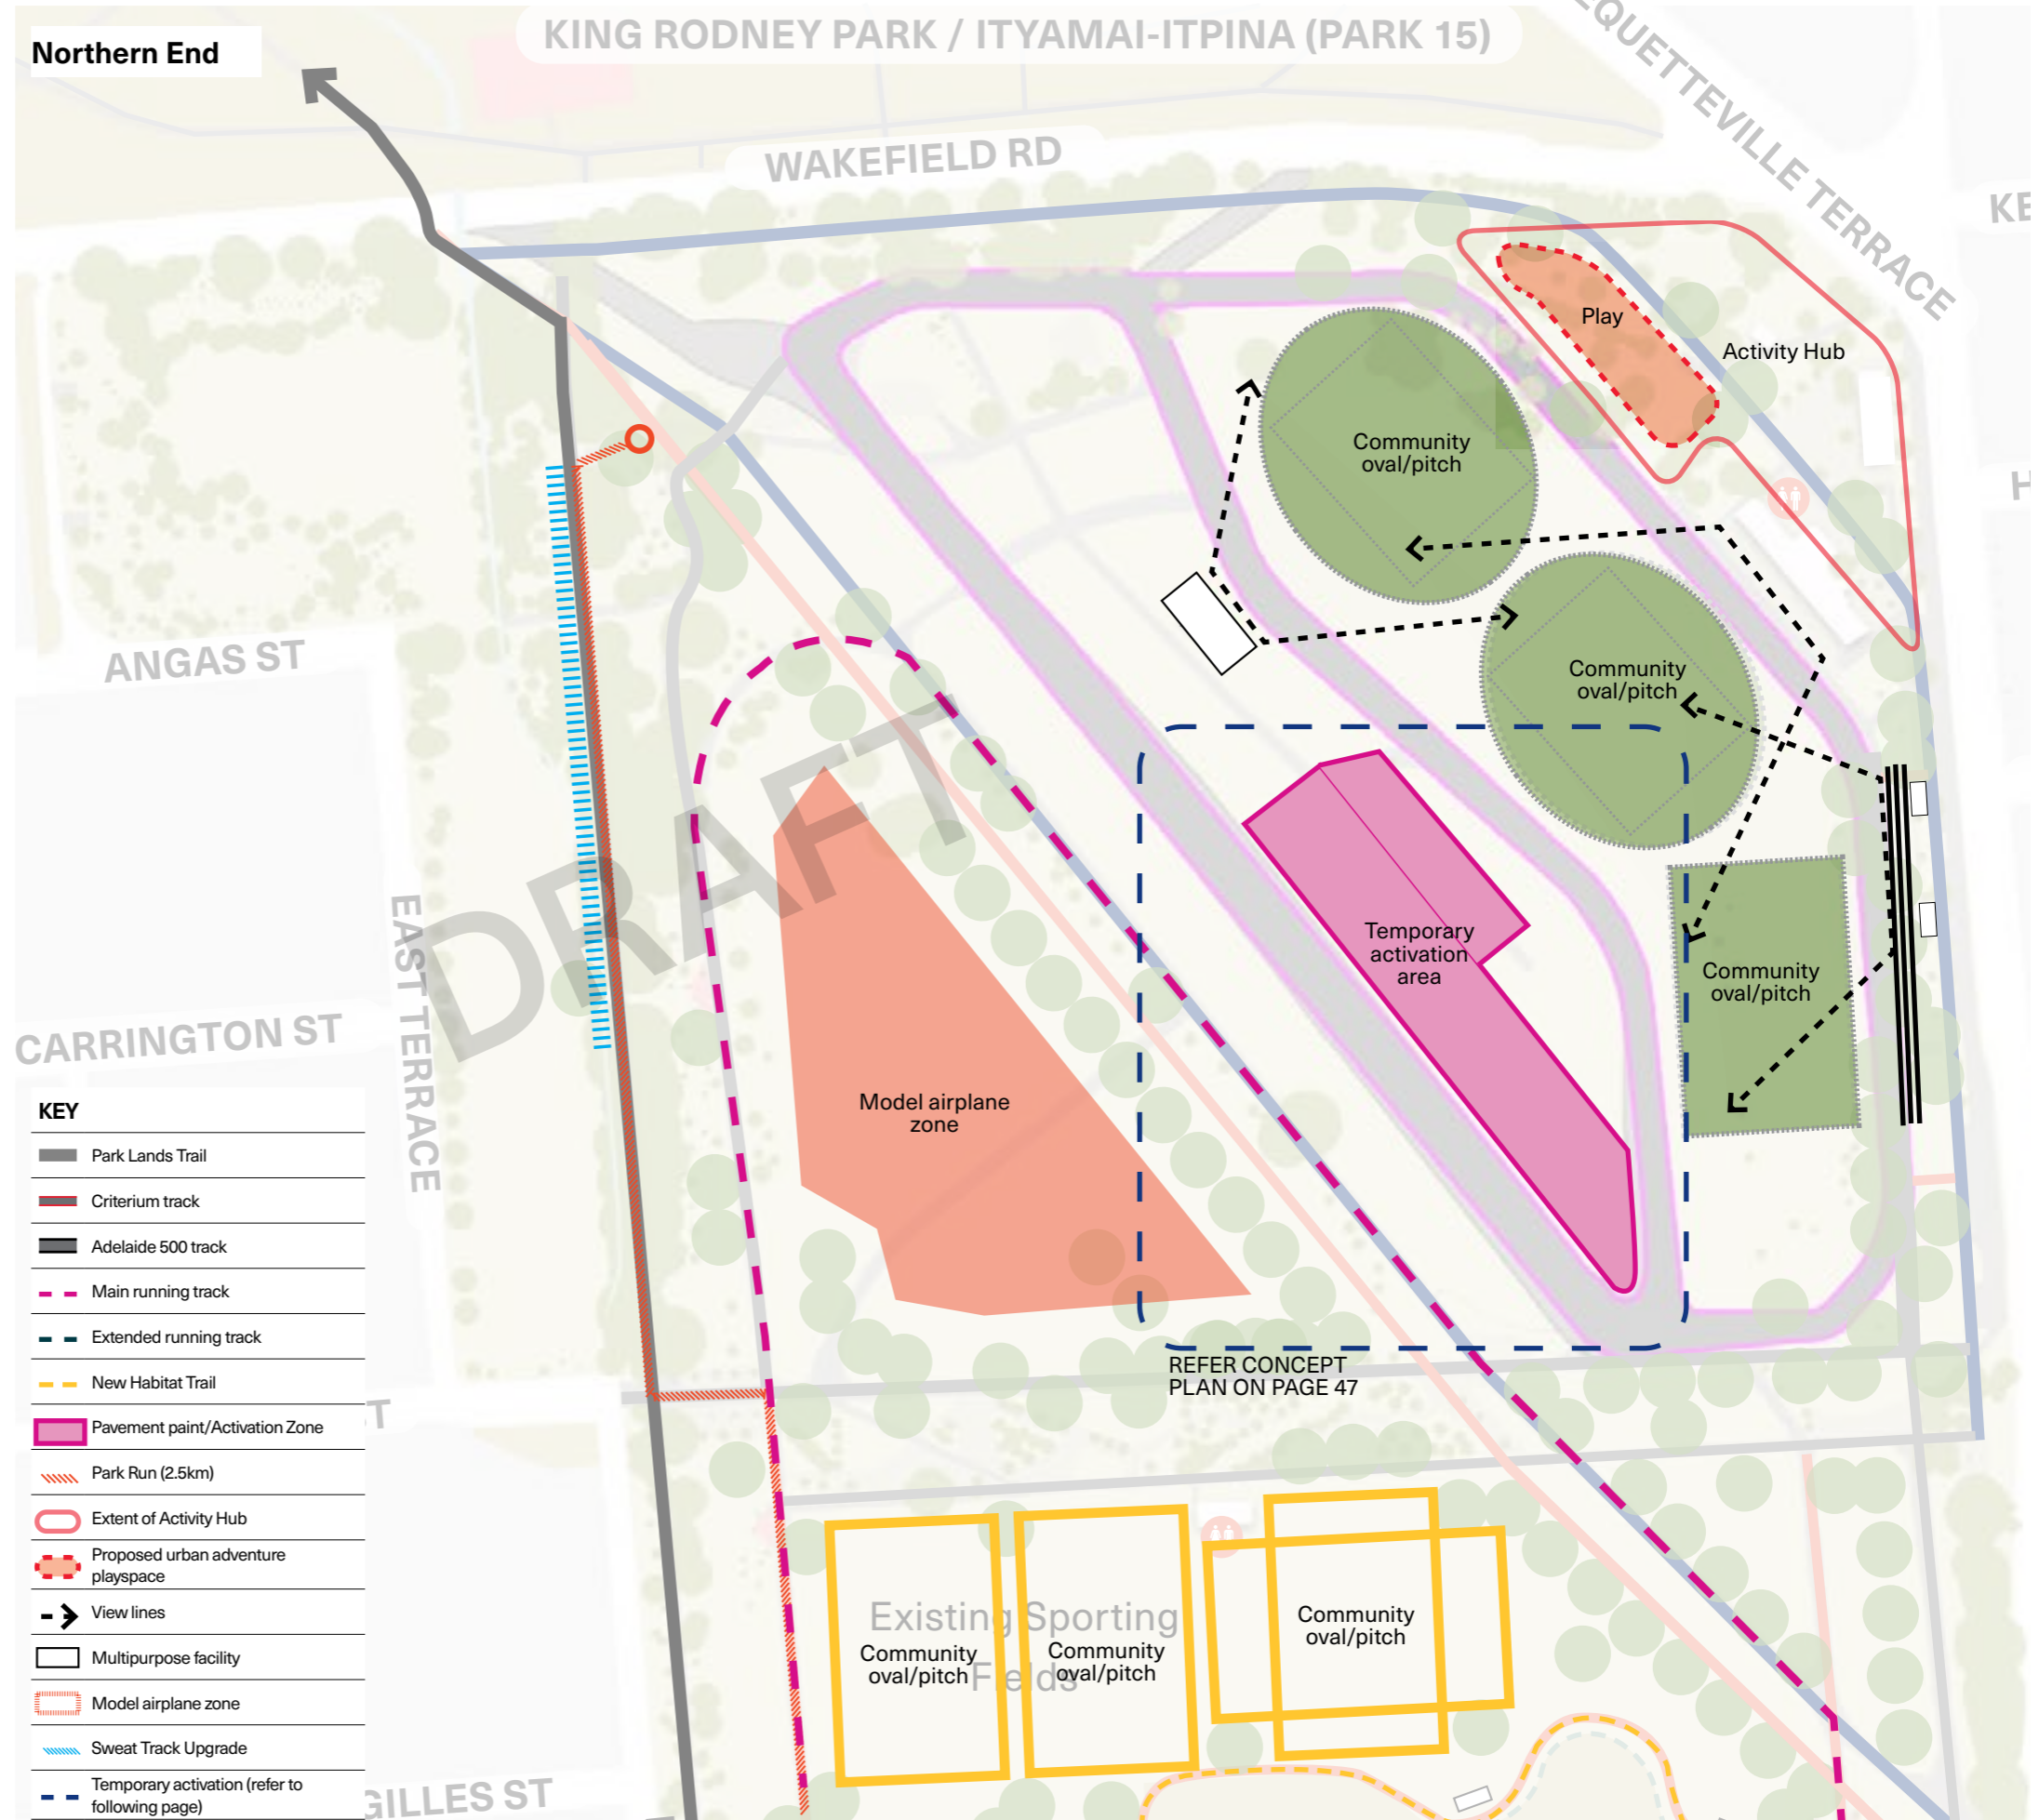 Northern End
KING RODNEY PARK / ITYAMAI-ITPINA (PARK 15)
EQUETTEVILLE TERRACE
WAKEFIELD RD
KE
Play
Activity Hub
Community
oval/pitch
H
ANGAS ST
Community
oval/pitch
DRAFT
Temporary
activation
area
Community
oval/pitch
EAST TERRACE
CARRINGTON ST
Model airplane
zone
KEY
Park Lands Trail
Criterium track
Adelaide 500 track
Main running track
Extended running track
New Habitat Trail
Pavement paint/Activation Zone
Park Run (2.5km)
Extent of Activity Hub
Proposed urban adventure
playspace
View lines
Multipurpose facility
Model airplane zone
Sweat Track Upgrade
Temporary activation (refer to
following page)
REFER CONCEPT
PLAN ON PAGE 47
T
Existing Sporting
Fields
Community
oval/pitch
Community
oval/pitch
Community
oval/pitch
GILLES ST